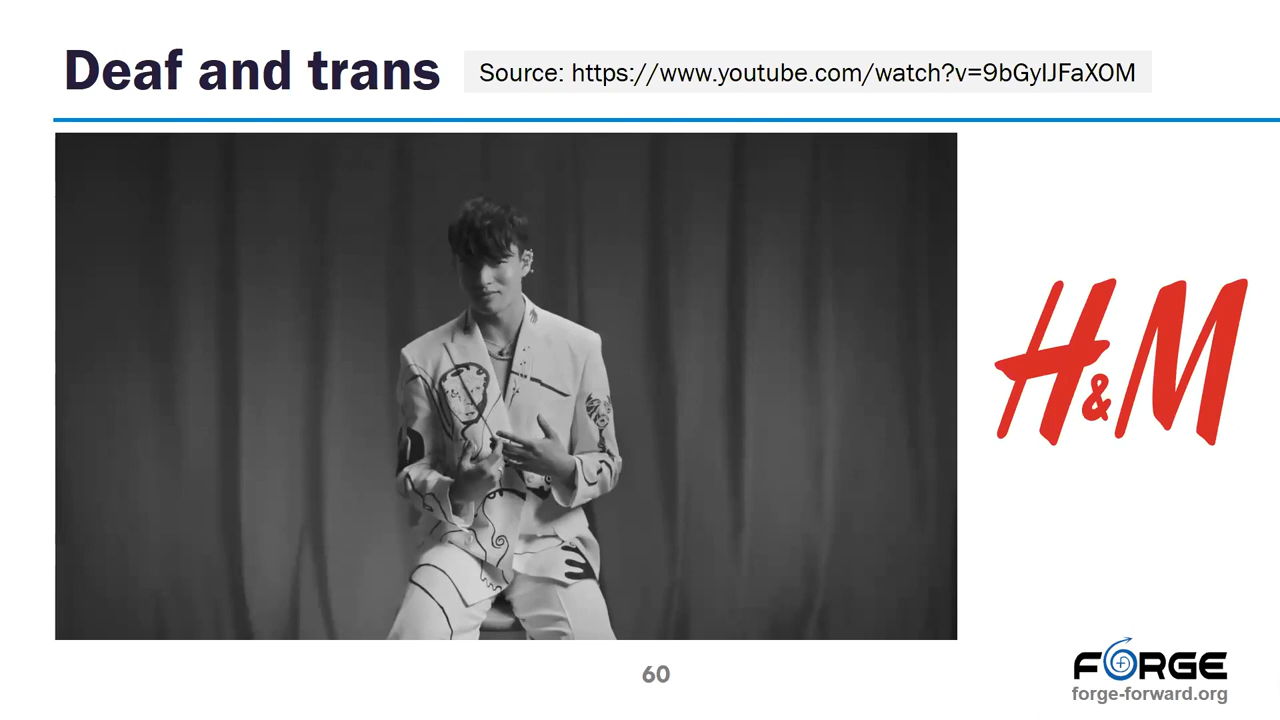 Deaf and trans
Source: https://www.youtube.com/watch?v=9bGyIJFaXOM
H&M
60
FORGE
forge-forward.org